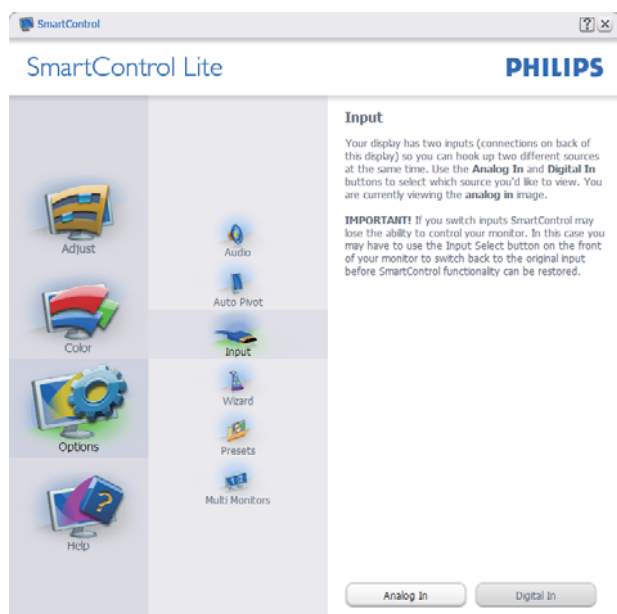 SmartControl
?
SmartControl Lite
PHILIPS
Adjust
Color
Options
Help
Audio
Auto Pivot
Input
Wizard
Presets
Multi Monitors
Input
Your display has two inputs (connections on back of
this display) so you can hook up two different sources
at the same time. Use the Analog In and Digital In
buttons to select which source you'd like to view. You
are currently viewing the analog in image.
IMPORTANT! If you switch inputs SmartControl may
lose the ability to control your monitor. In this case you
may have to use the Input Select button on the front
of your monitor to switch back to the original input
before SmartControl functionality can be restored.
Analog In
Digital In